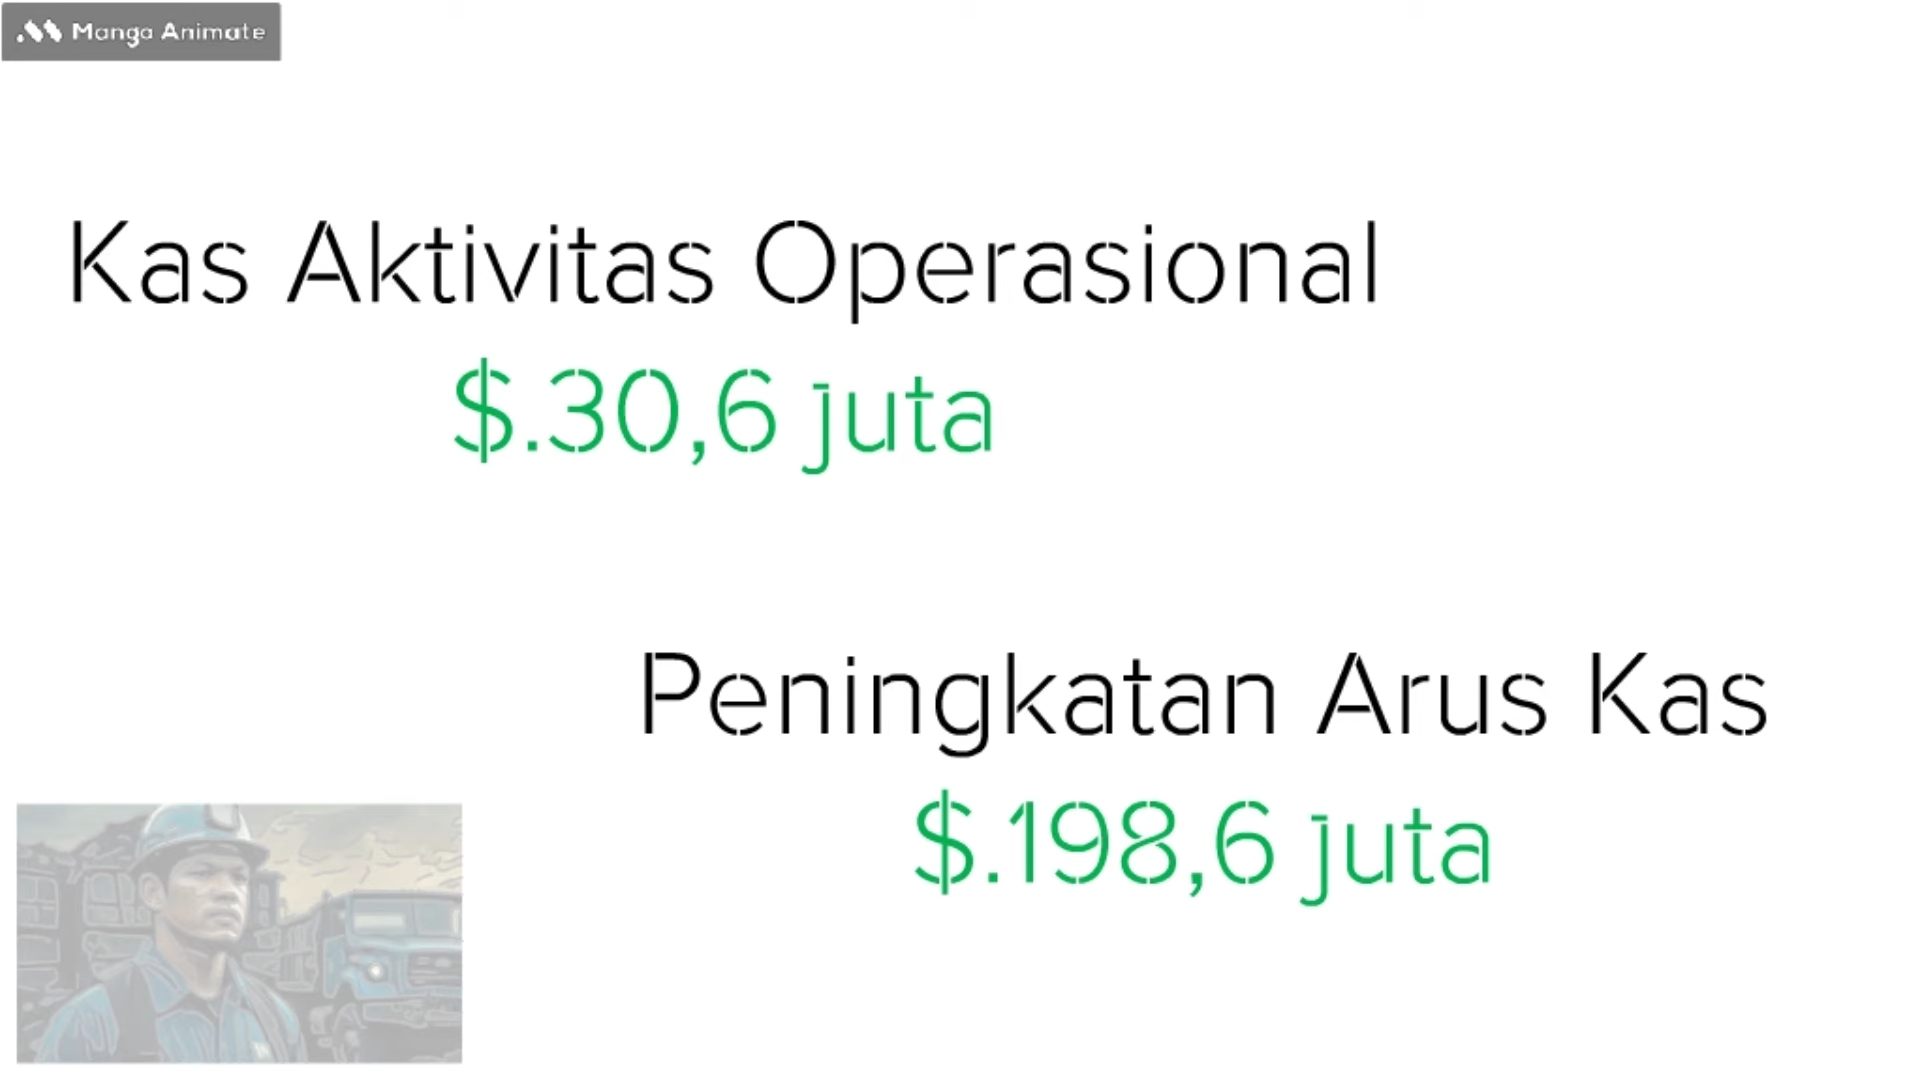 Manga Animate
Kas Aktivitas Operasional
$.30,6 juta
Peningkatan Arus Kas
$.198,6 juta